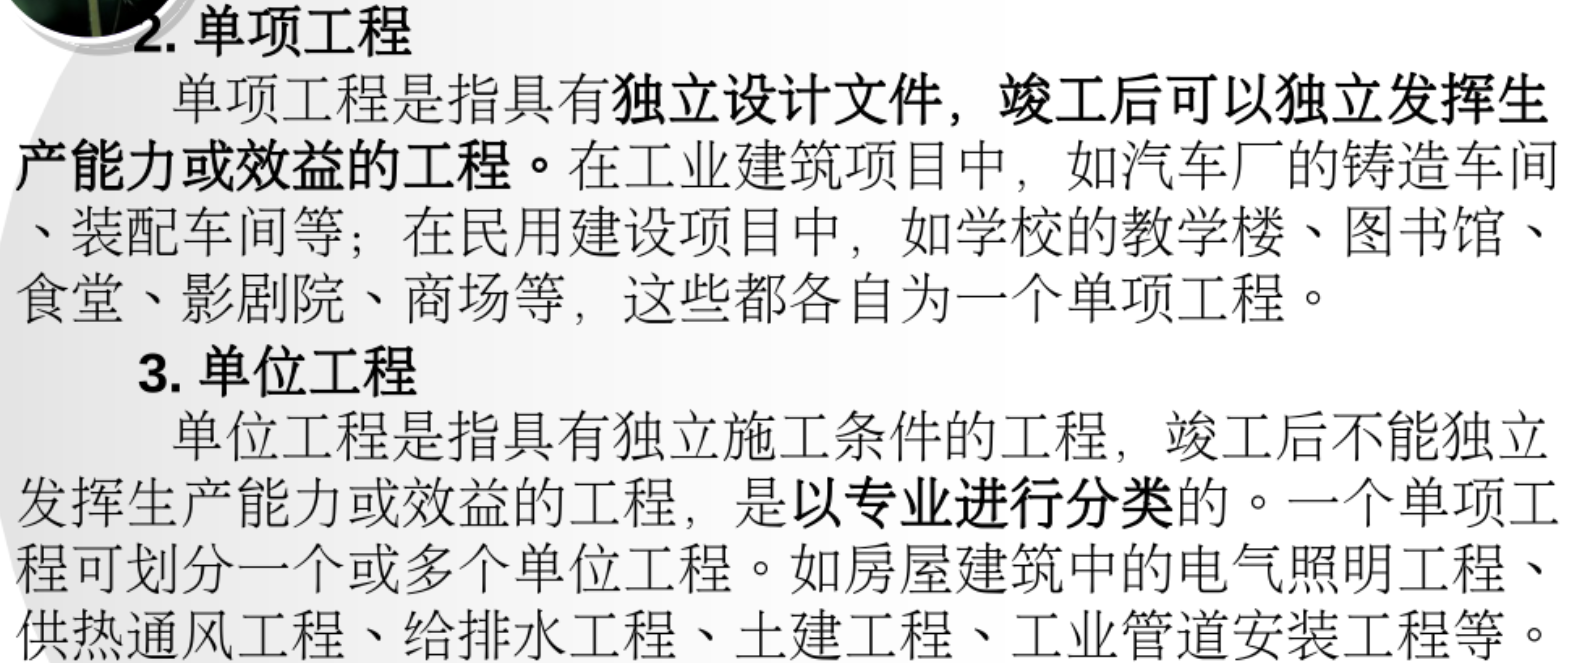 2. 单项工程
单项工程是指具有独立设计文件，竣工后可以独立发挥生
产能力或效益的工程。在工业建筑项目中，如汽车厂的铸造车间
、装配车间等；在民用建设项目中，如学校的教学楼、图书馆、
食堂、影剧院、商场等，这些都各自为一个单项工程。
3. 单位工程
单位工程是指具有独立施工条件的工程，竣工后不能独立
发挥生产能力或效益的工程，是以专业进行分类的。一个单项工
程可划分一个或多个单位工程。如房屋建筑中的电气照明工程、
供热通风工程、给排水工程、土建工程、工业管道安装工程等。